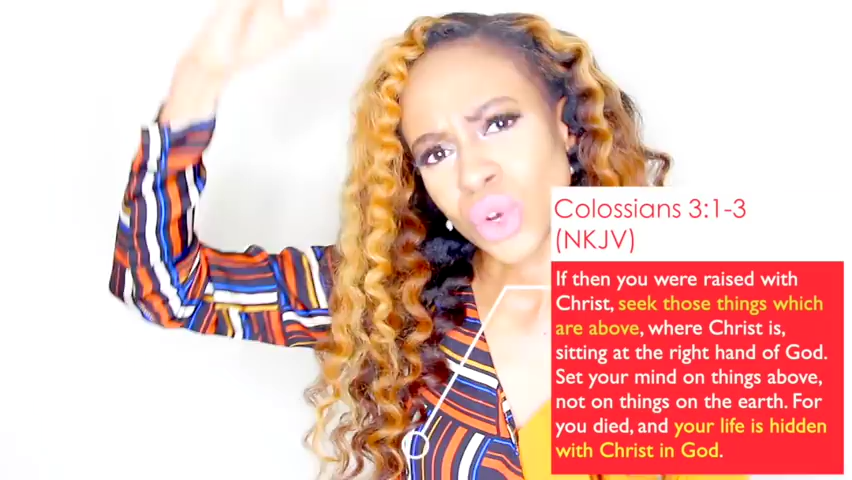 Colossians 3:1-3
(NKJV)
If then you were raised with
Christ, seek those things which
are above, where Christ is,
sitting at the right hand of God.
Set your mind on things above,
not on things on the earth. For
you died, and your life is hidden
with Christ in God.